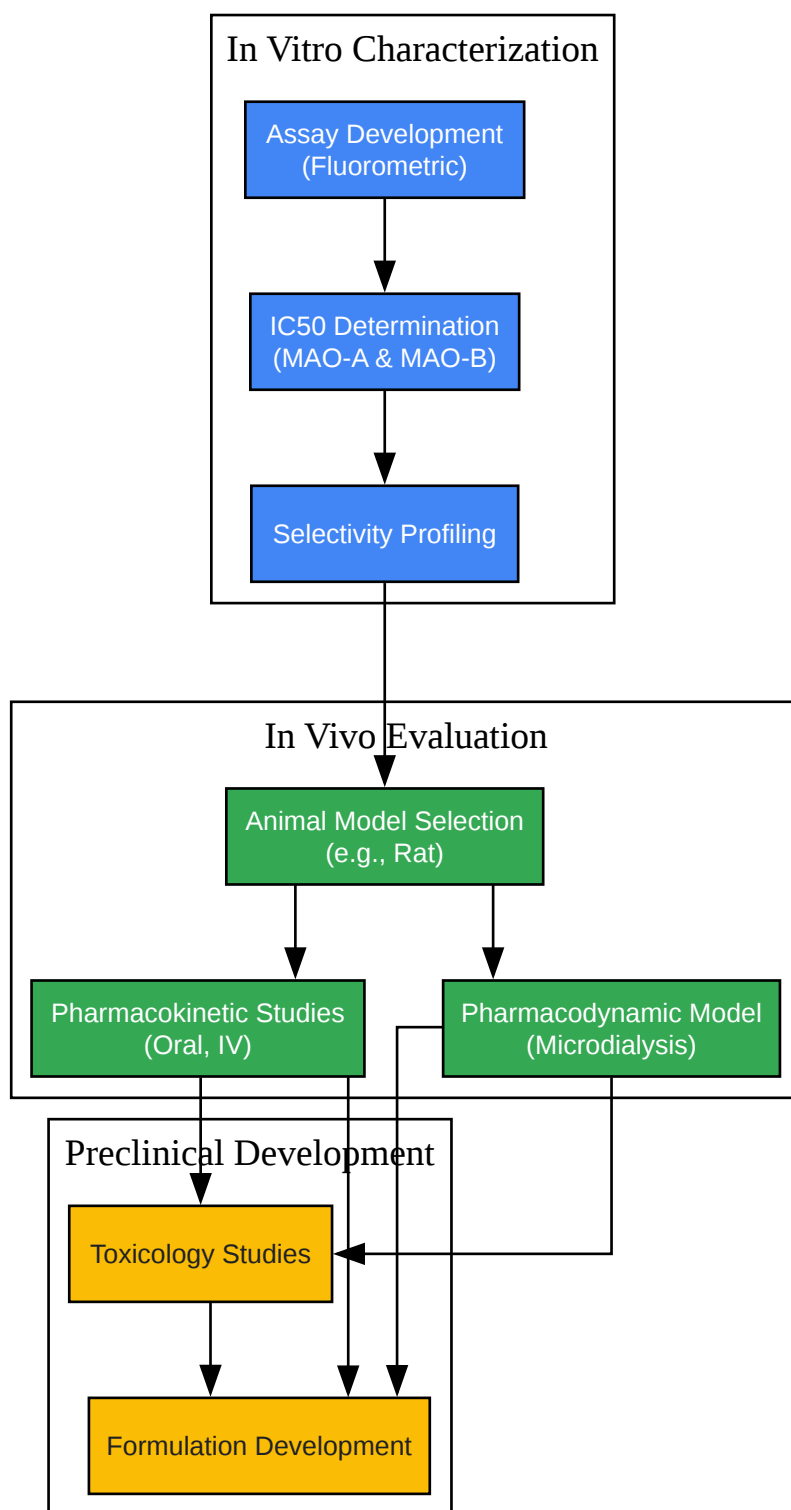 In Vitro Characterization
Assay Development
(Fluorometric)
IC50 Determination
(MAO-A & MAO-B)
Selectivity Profiling
In Vivo Evaluation
Animal Model Selection
(e.g., Rat)
Pharmacokinetic Studies
(Oral, IV)
Pharmacodynamic Model
(Microdialysis)
Preclinical Development
Toxicology Studies
Formulation Development